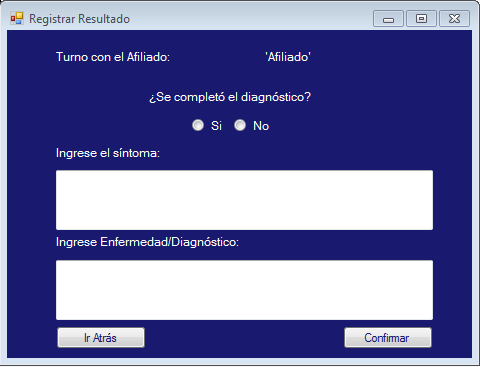 Registrar Resultado
Turno con el Afiliado: 'Afiliado'
¿Se completó el diagnóstico?
Si No
Ingrese el síntoma:
Ingrese Enfermedad/Diagnóstico:
Ir Atrás Confirmar